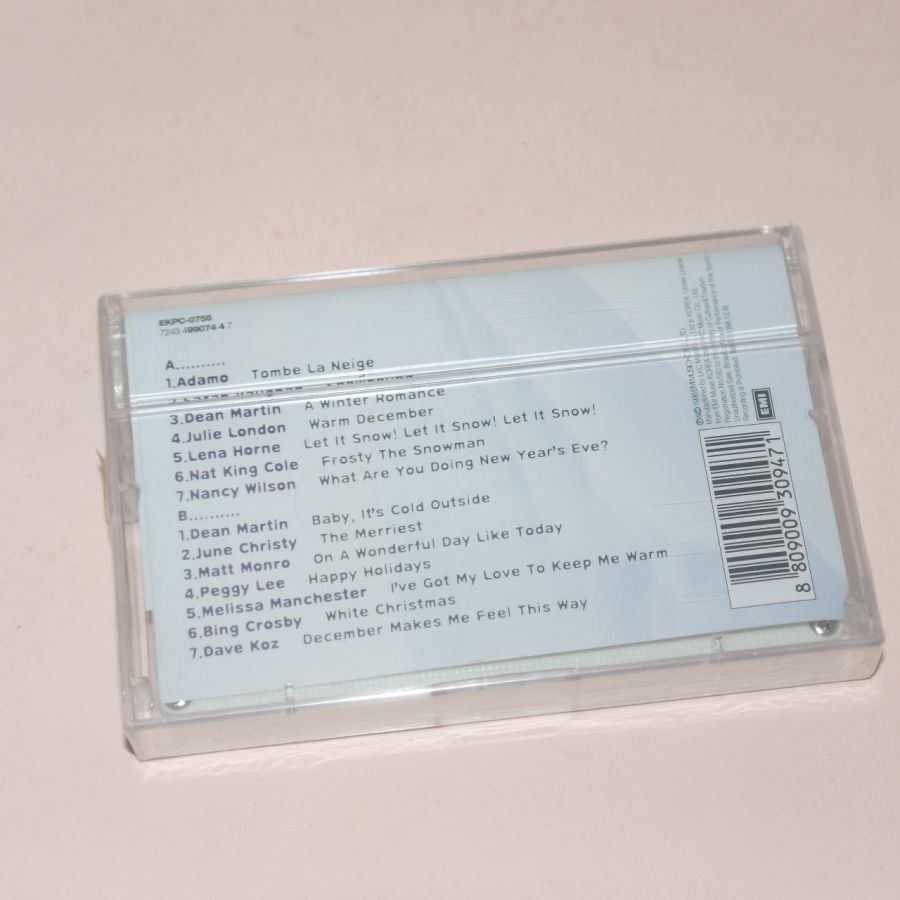 EKPC-0755
7243 499074 4 7
A..........
1.Adamo Tombe La Neige
3.Dean Martin A Winter Romance
4.Julie London Warm December
5.Lena Horne Let It Snow! Let It Snow! Let It Snow!
6.Nat King Cole Frosty The Snowman
7.Nancy Wilson What Are You Doing New Year's Eve?
B..........
1.Dean Martin Baby, It's Cold Outside
2.June Christy The Merriest
3.Matt Monro On A Wonderful Day Like Today
4.Peggy Lee Happy Holidays
5.Melissa Manchester I've Got My Love To Keep Me Warm
6.Bing Crosby White Christmas
7.Dave Koz December Makes Me Feel This Way
EMI
8 809009 309471